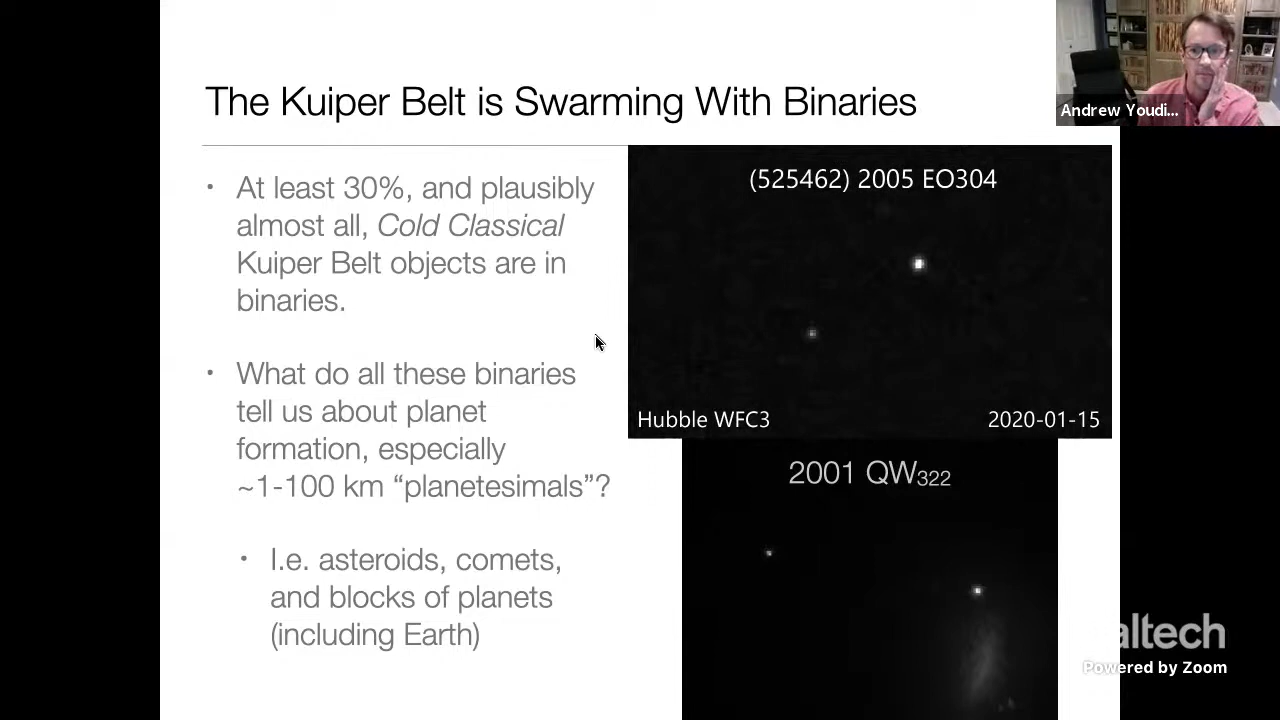 The Kuiper Belt is Swarming With Binaries
Andrew Youdi...
• At least 30%, and plausibly
almost all, Cold Classical
Kuiper Belt objects are in
binaries.
• What do all these binaries
tell us about planet
formation, especially
~1-100 km “planetesimals”?
• I.e. asteroids, comets,
and blocks of planets
(including Earth)
(525462) 2005 EO304
Hubble WFC3
2020-01-15
2001 QW₃₂₂
altech
Powered by Zoom